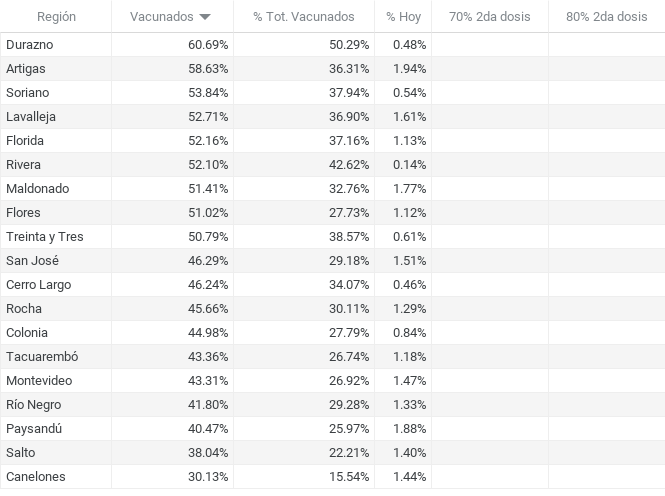 Región Vacunados % Tot. Vacunados % Hoy 70% 2da dosis 80% 2da dosis
Durazno 60.69% 50.29% 0.48%
Artigas 58.63% 36.31% 1.94%
Soriano 53.84% 37.94% 0.54%
Lavalleja 52.71% 36.90% 1.61%
Florida 52.16% 37.16% 1.13%
Rivera 52.10% 42.62% 0.14%
Maldonado 51.41% 32.76% 1.77%
Flores 51.02% 27.73% 1.12%
Treinta y Tres 50.79% 38.57% 0.61%
San José 46.29% 29.18% 1.51%
Cerro Largo 46.24% 34.07% 0.46%
Rocha 45.66% 30.11% 1.29%
Colonia 44.98% 27.79% 0.84%
Tacuarembó 43.36% 26.74% 1.18%
Montevideo 43.31% 26.92% 1.47%
Río Negro 41.80% 29.28% 1.33%
Paysandú 40.47% 25.97% 1.88%
Salto 38.04% 22.21% 1.40%
Canelones 30.13% 15.54% 1.44%